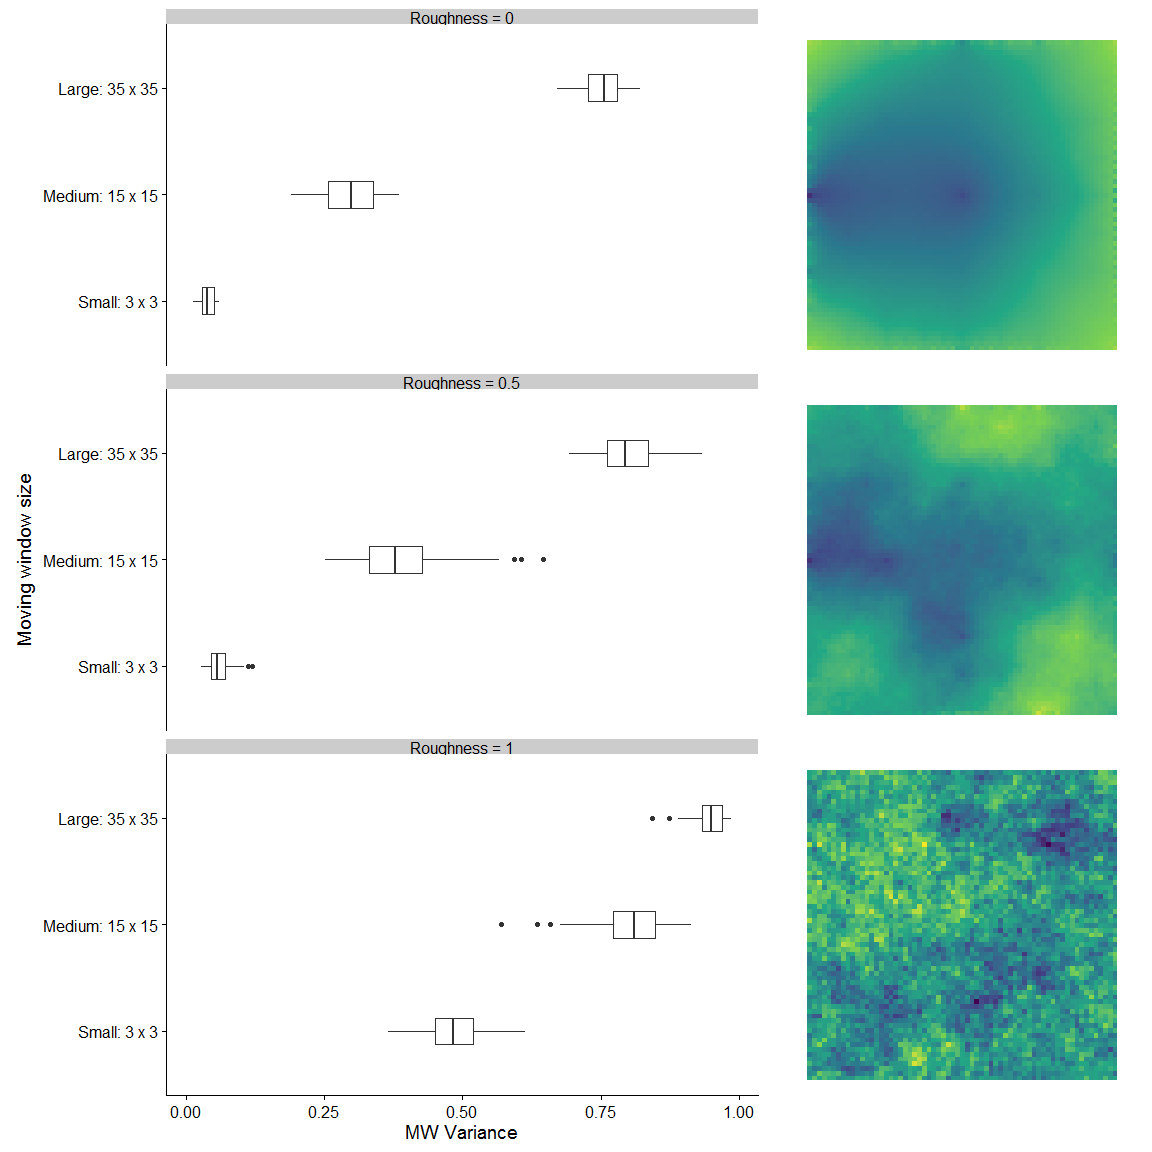 Roughness = 0
Large: 35 x 35
Medium: 15 x 15
Small: 3 x 3
Roughness = 0.5
Large: 35 x 35
Medium: 15 x 15
Small: 3 x 3
Moving window size
Roughness = 1
Large: 35 x 35
Medium: 15 x 15
Small: 3 x 3
0.00 0.25 0.50 0.75 1.00
MW Variance